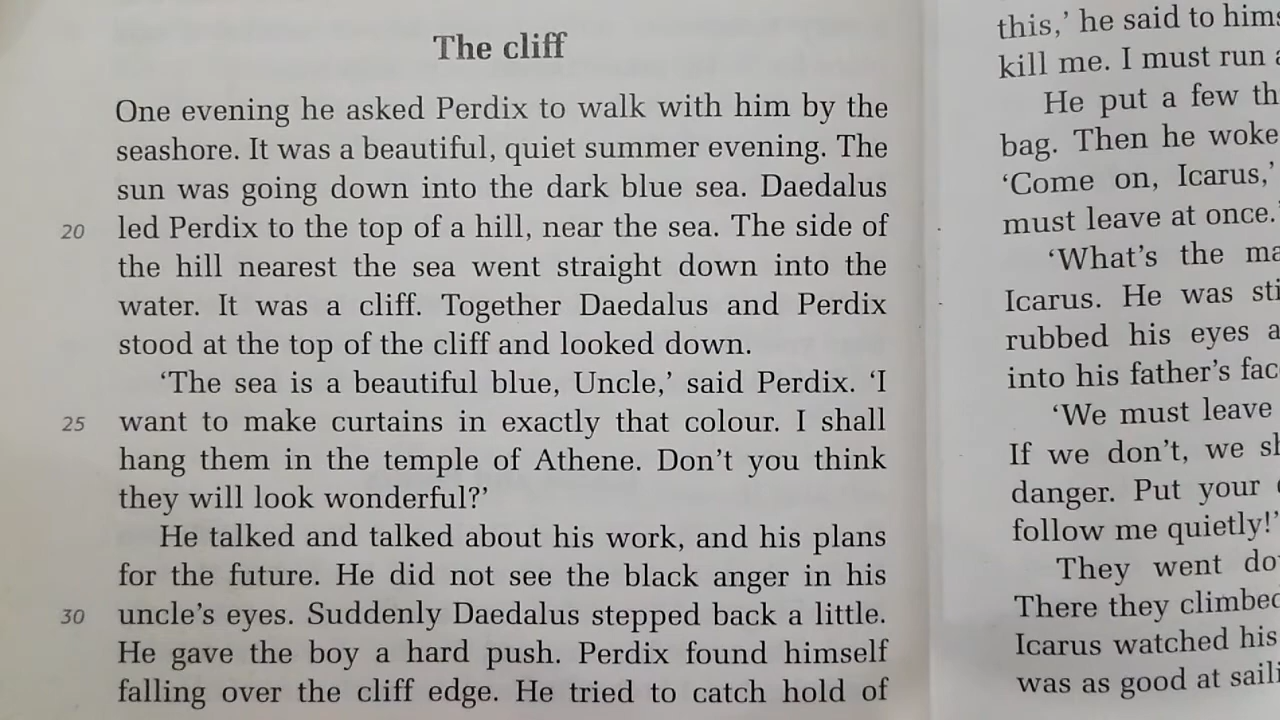 The cliff
One evening he asked Perdix to walk with him by the
seashore. It was a beautiful, quiet summer evening. The
sun was going down into the dark blue sea. Daedalus
20 led Perdix to the top of a hill, near the sea. The side of
the hill nearest the sea went straight down into the
water. It was a cliff. Together Daedalus and Perdix
stood at the top of the cliff and looked down.
‘The sea is a beautiful blue, Uncle,’ said Perdix. ‘I
25 want to make curtains in exactly that colour. I shall
hang them in the temple of Athene. Don’t you think
they will look wonderful?’
He talked and talked about his work, and his plans
for the future. He did not see the black anger in his
30 uncle’s eyes. Suddenly Daedalus stepped back a little.
He gave the boy a hard push. Perdix found himself
falling over the cliff edge. He tried to catch hold of
this,’ he said to
kill me. I must run
He put a few
bag. Then he woke
‘Come on, Icarus,’
must leave at once.
‘What’s the
Icarus. He was
rubbed his eyes
into his father’s
‘We must leave
If we don’t, we
danger. Put your
follow me quietly!’
They went
There they
Icarus watched his
was as good at